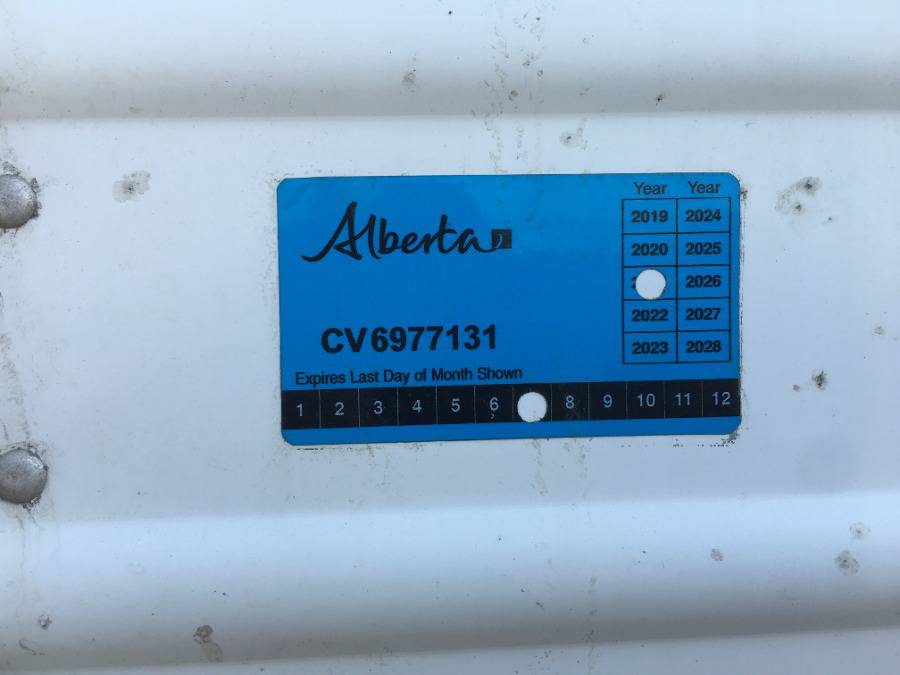 Alberta
Year Year
2019 2024
2020 2025
2026
2022 2027
2023 2028
CV6977131
Expires Last Day of Month Shown
1 2 3 4 5 6 8 9 10 11 12